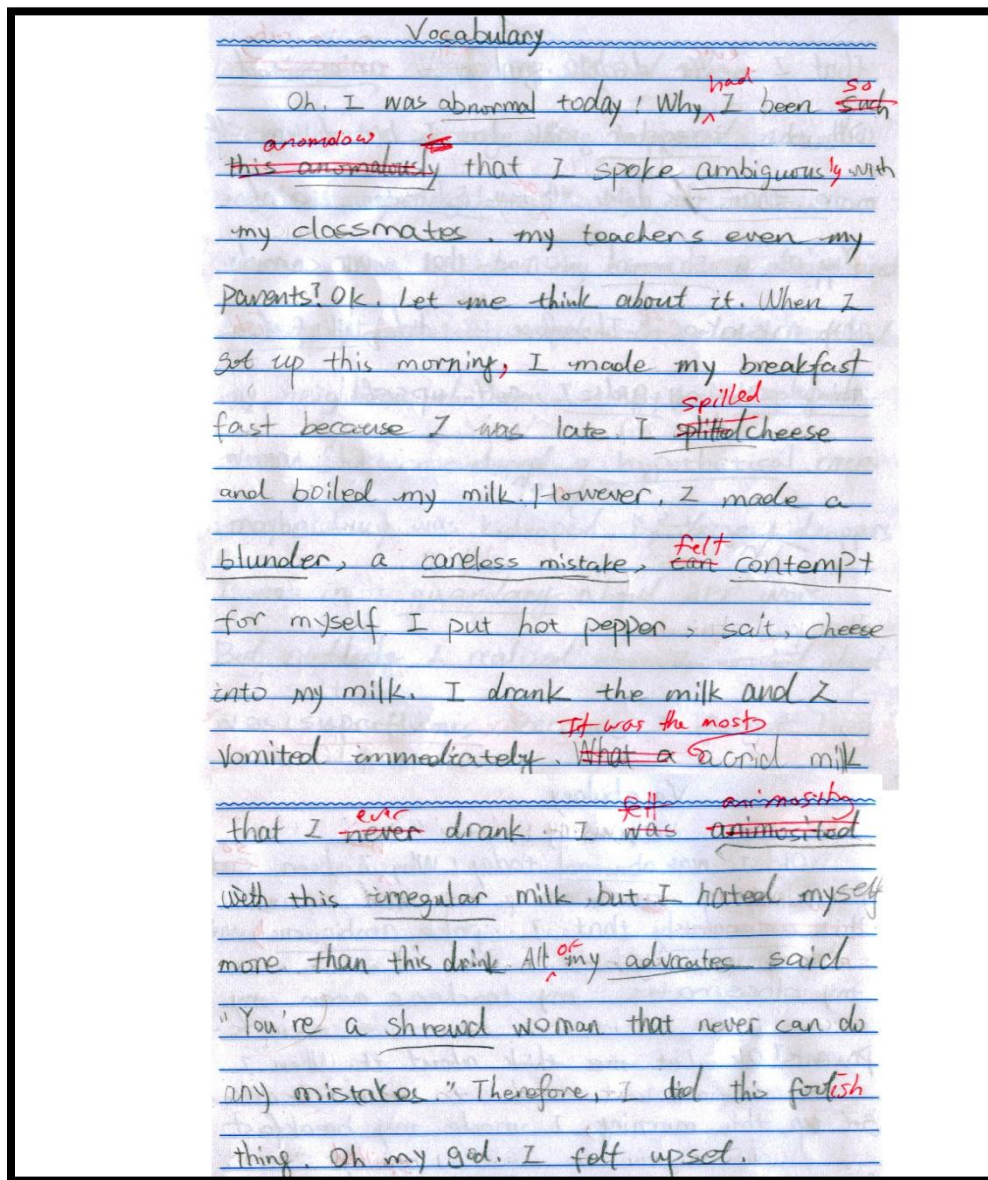 Vocabulary
had so
Oh. I was abnormal today! Why I been such
anomalow
this anomalously that I spoke ambiguously with
my classmates, my teachers even my
parents? Ok. Let me think about it. When I
got up this morning, I made my breakfast
spilled
fast because I was late. I splitted cheese
and boiled my milk. However, I made a
felt
blunder, a careless mistake, contempt
for myself I put hot pepper, salt, cheese
into my milk. I drank the milk and I
It was the most
vomited immediately. What a acrid milk
ever felt animosity
that I never drank. I was animosited
with this irregular milk, but I hated myself
of
more than this drink. All my advocates said
"You're a shrewd woman that never can do
any mistakes." Therefore, I did this foolish
thing. Oh my god. I felt upset.